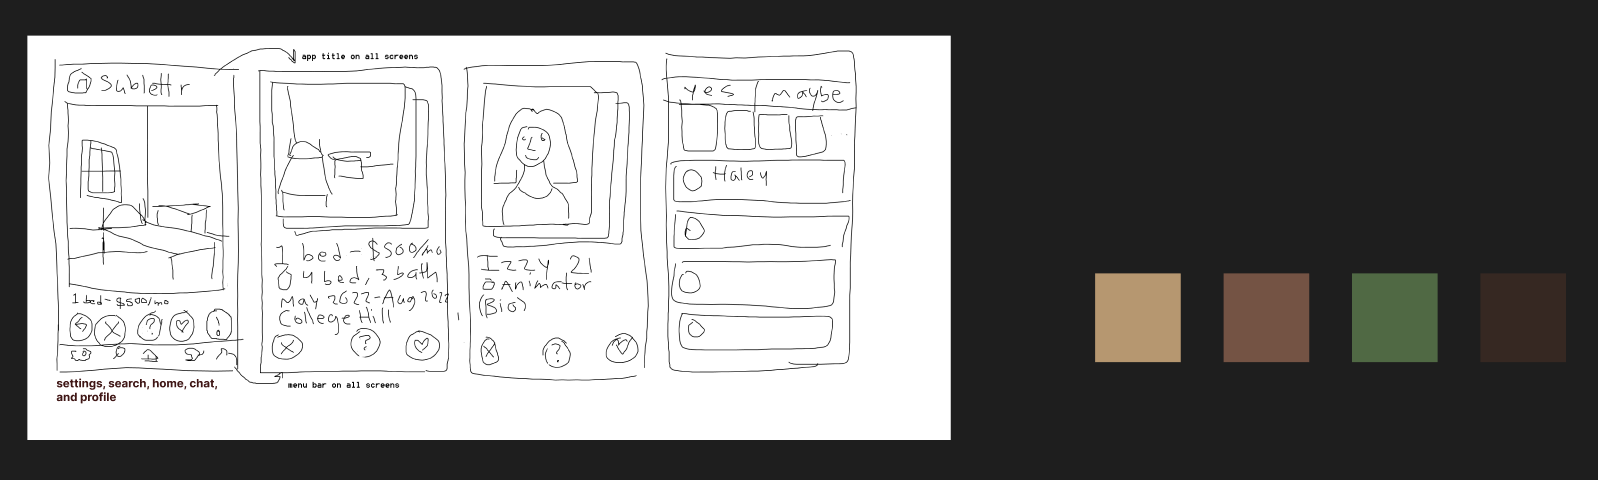 app title on all screens
Sublettr
1 bed - $500/mo
settings, search, home, chat,
and profile
1 bed - $500/mo
4 bed, 3 bath
May 2022-Aug 2022
College Hill
menu bar on all screens
Izzy 21
Animator
(Bio)
yes maybe
Haley